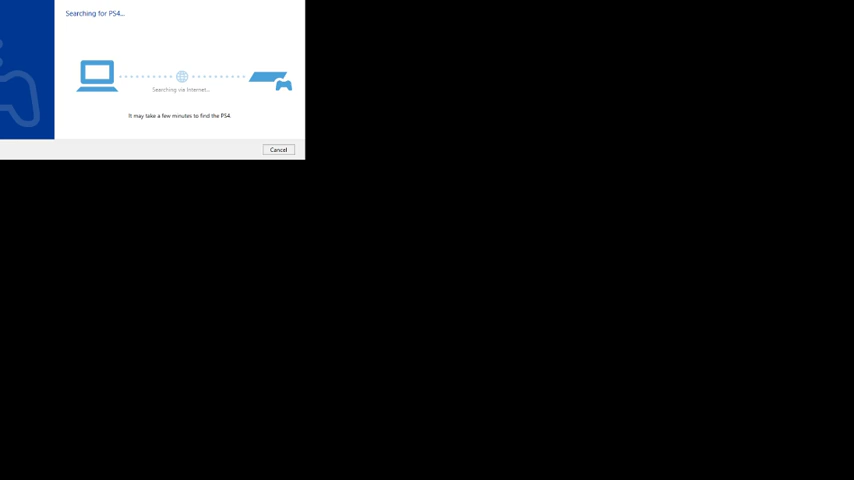 Searching for PS4...
Searching via Internet...
It may take a few minutes to find the PS4.
Cancel